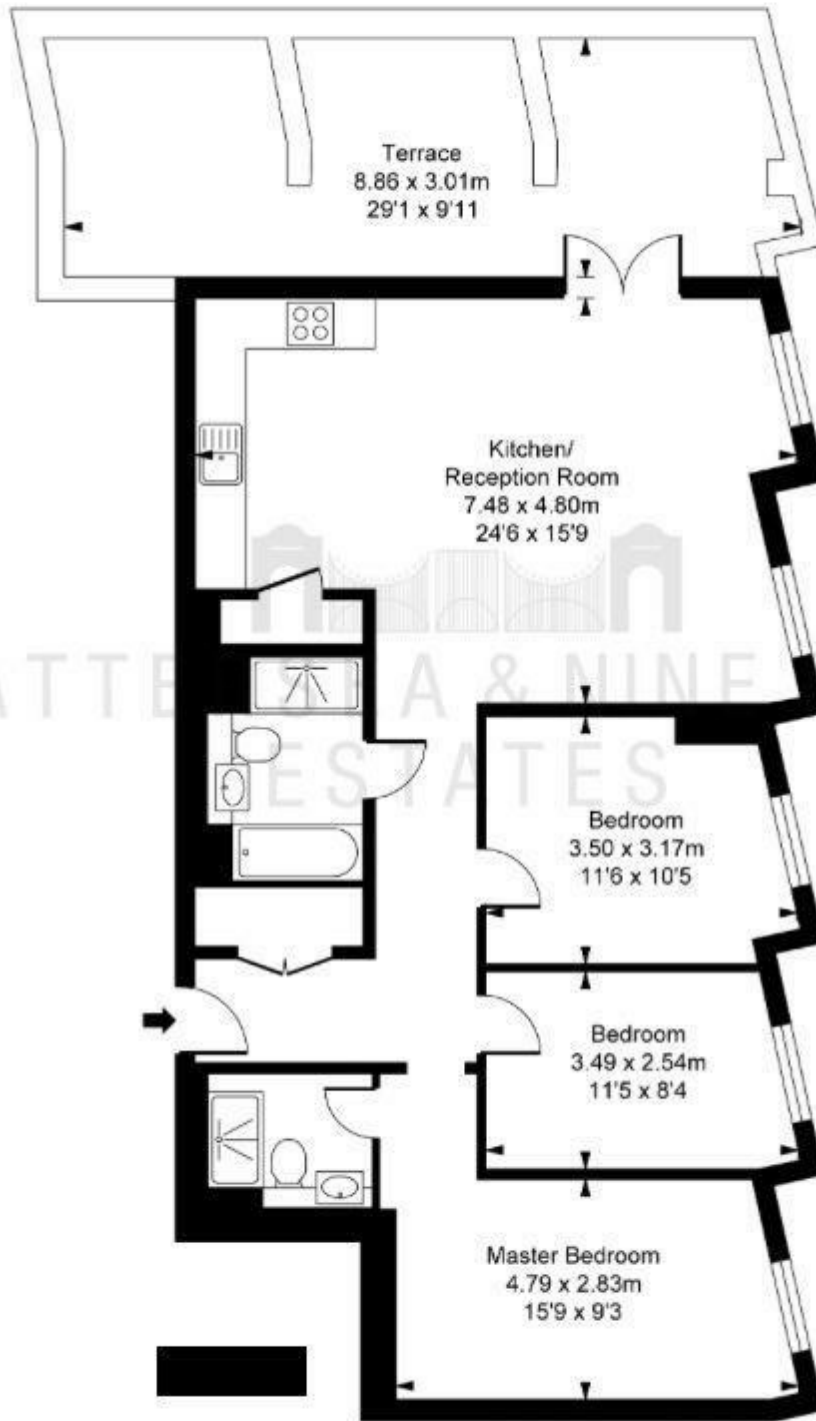 Terrace
8.86 x 3.01m
29'1 x 9'11
Kitchen/
Reception Room
7.48 x 4.80m
24'6 x 15'9
ATTERSEA & NINE
ESTATES
Bedroom
3.50 x 3.17m
11'6 x 10'5
Bedroom
3.49 x 2.54m
11'5 x 8'4
Master Bedroom
4.79 x 2.83m
15'9 x 9'3